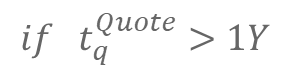 if t_q^{Quote} > 1Y